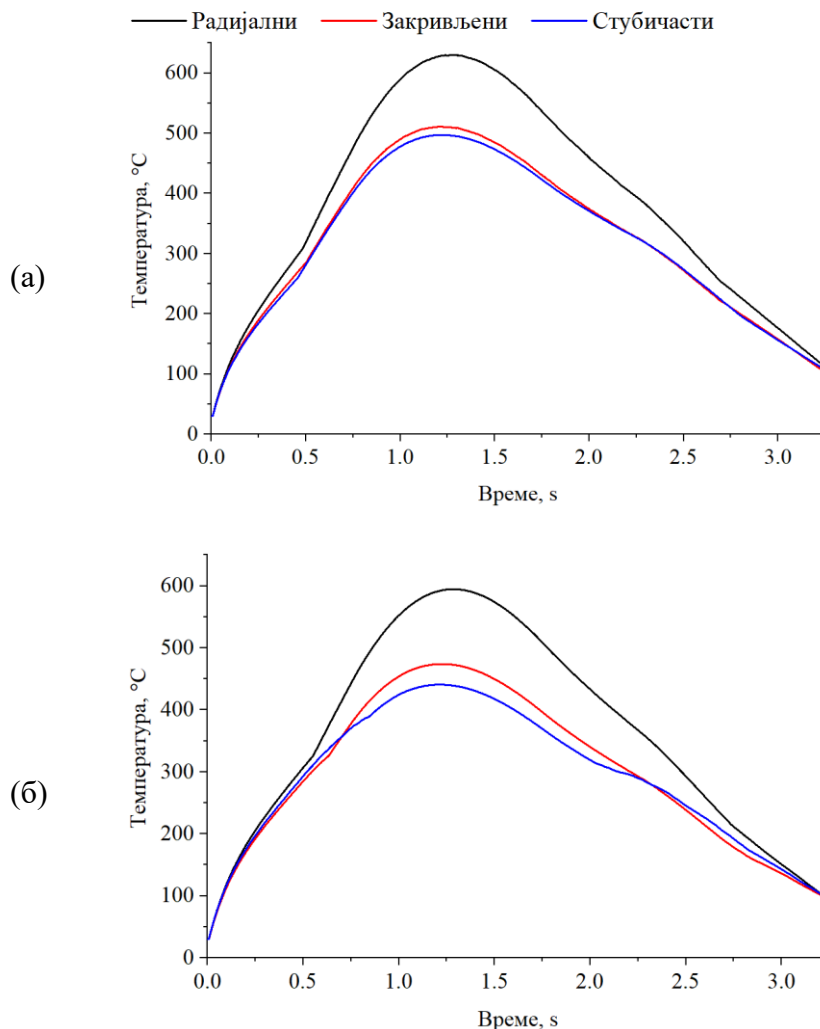 Радијални Закривљени Стубичасти
(а)
Температура, °C
600
500
400
300
200
100
0
0.0 0.5 1.0 1.5 2.0 2.5 3.0
Време, s
(б)
Температура, °C
600
500
400
300
200
100
0
0.0 0.5 1.0 1.5 2.0 2.5 3.0
Време, s